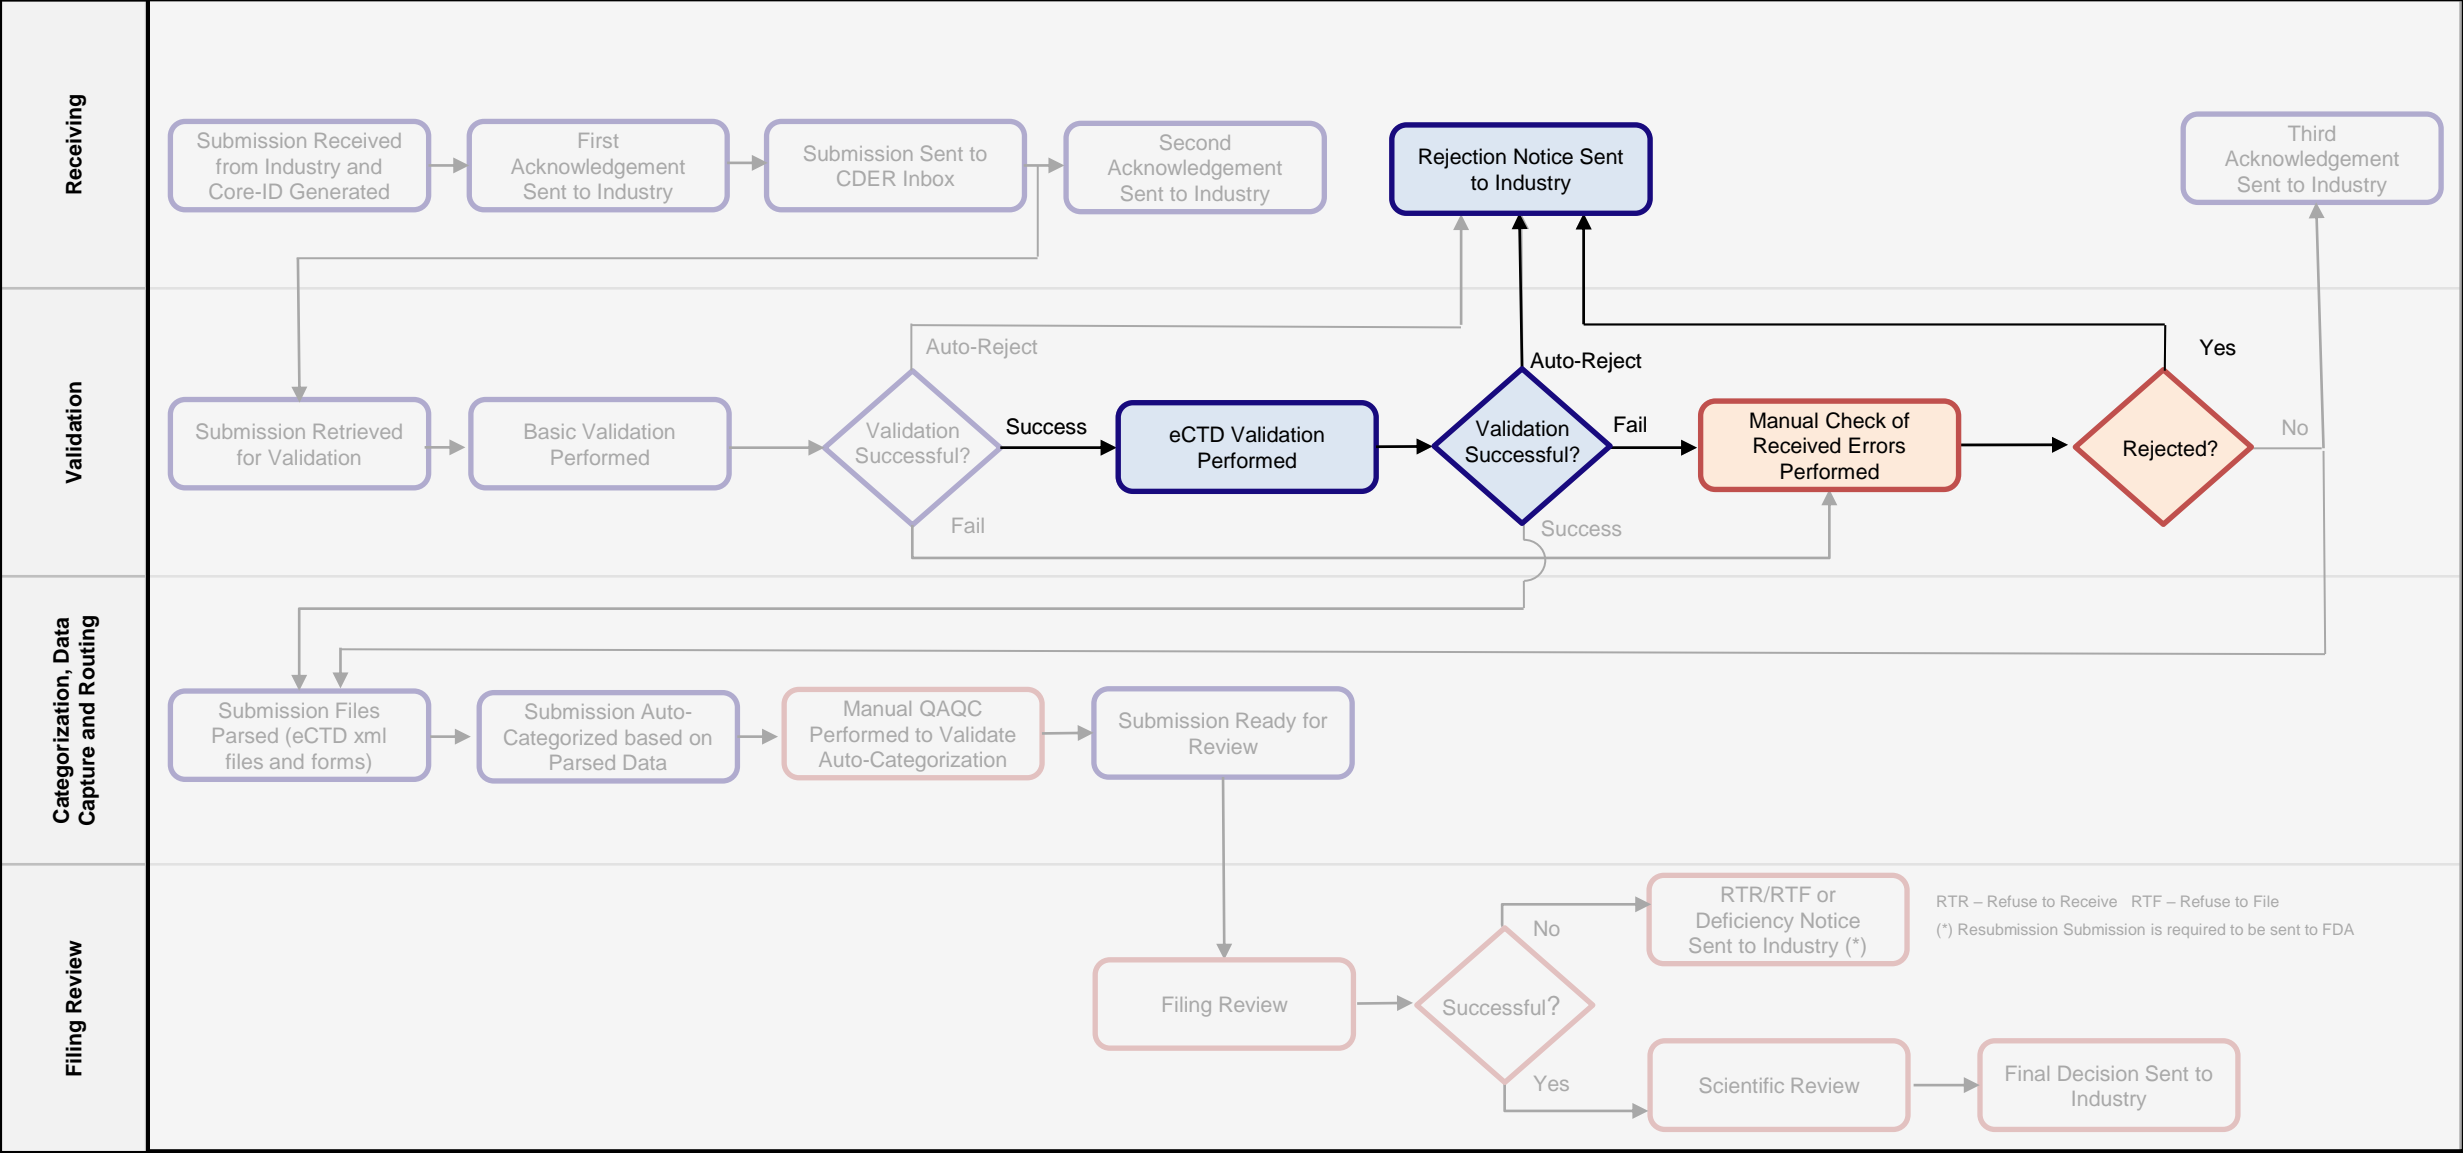 Receiving
Submission Received
from Industry and
Core-ID Generated
First
Acknowledgement
Sent to Industry
Submission Sent to
CDER Inbox
Second
Acknowledgement
Sent to Industry
Rejection Notice Sent
to Industry
Third
Acknowledgement
Sent to Industry
Validation
Submission Retrieved
for Validation
Basic Validation
Performed
Validation
Successful?
Auto-Reject
Success
Fail
eCTD Validation
Performed
Validation
Successful?
Auto-Reject
Fail
Success
Manual Check of
Received Errors
Performed
Rejected?
Yes
No
Categorization, Data
Capture and Routing
Submission Files
Parsed (eCTD xml
files and forms)
Submission Auto-
Categorized based on
Parsed Data
Manual QAQC
Performed to Validate
Auto-Categorization
Submission Ready for
Review
Filing Review
Filing Review
Successful?
No
Yes
RTR/RTF or
Deficiency Notice
Sent to Industry (*)
RTR – Refuse to Receive   RTF – Refuse to File
(*) Resubmission Submission is required to be sent to FDA
Scientific Review
Final Decision Sent to
Industry